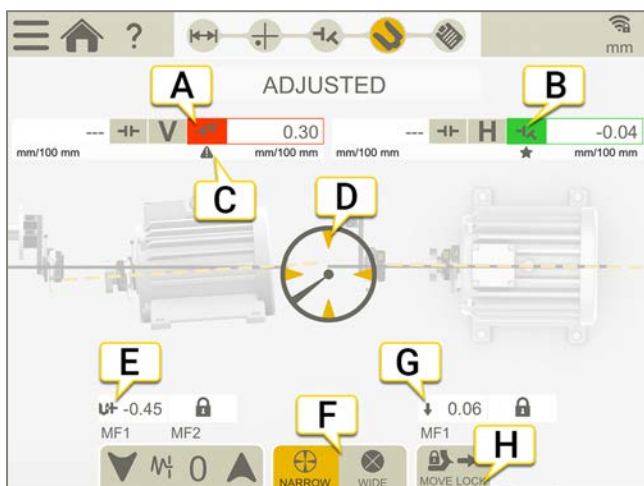 ?
mm
ADJUSTED
A
B
--- V 0.30
mm/100 mm mm/100 mm
--- H -0.04
mm/100 mm mm/100 mm
C
D
E
-0.45
MF1 MF2
F
G
0.06
MF1
H
0
NARROW WIDE
MOVE LOCK